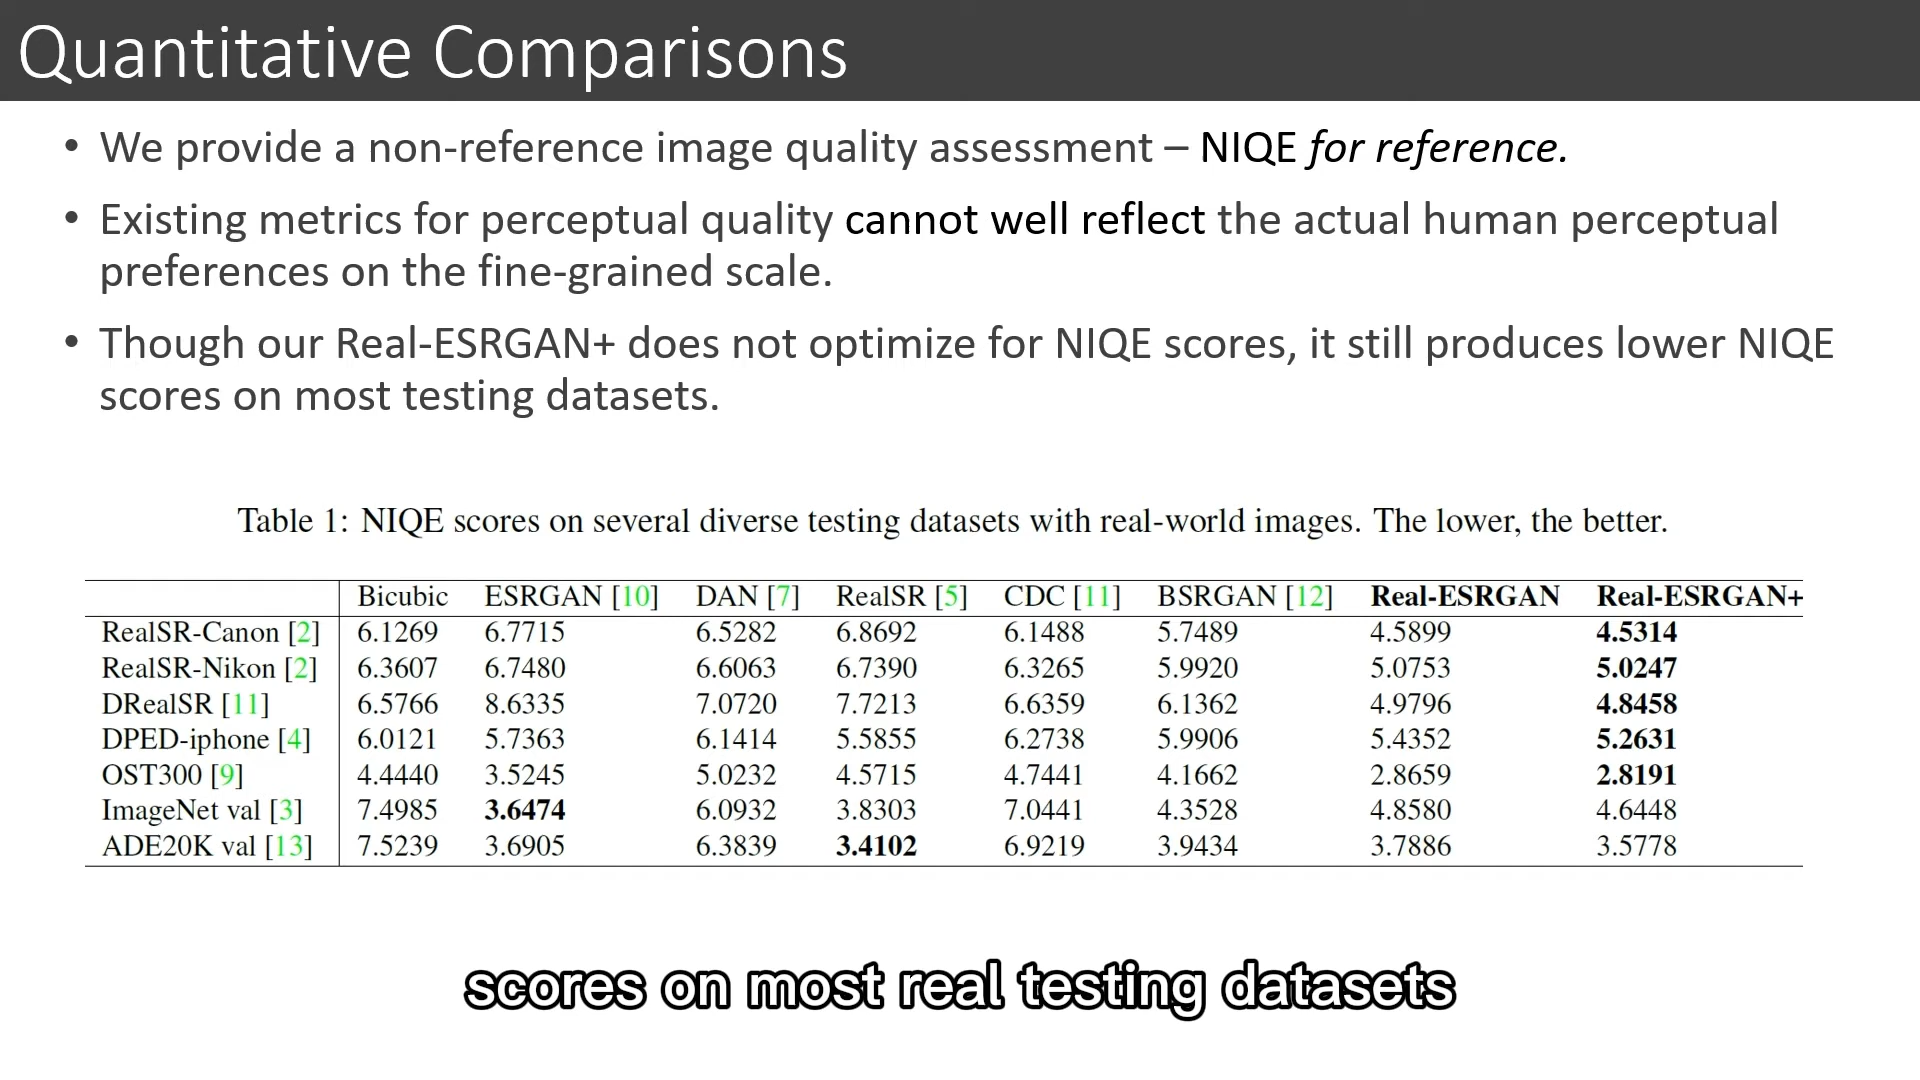 Quantitative Comparisons
• We provide a non-reference image quality assessment – NIQE for reference.
• Existing metrics for perceptual quality cannot well reflect the actual human perceptual
preferences on the fine-grained scale.
• Though our Real-ESRGAN+ does not optimize for NIQE scores, it still produces lower NIQE
scores on most testing datasets.
Table 1: NIQE scores on several diverse testing datasets with real-world images. The lower, the better.
Bicubic ESRGAN [10] DAN [7] RealSR [5] CDC [11] BSRGAN [12] Real-ESRGAN Real-ESRGAN+
RealSR-Canon [2] 6.1269 6.7715 6.5282 6.8692 6.1488 5.7489 4.5899 4.5314
RealSR-Nikon [2] 6.3607 6.7480 6.6063 6.7390 6.3265 5.9920 5.0753 5.0247
DRealSR [11] 6.5766 8.6335 7.0720 7.7213 6.6359 6.1362 4.9796 4.8458
DPED-iphone [4] 6.0121 5.7363 6.1414 5.5855 6.2738 5.9906 5.4352 5.2631
OST300 [9] 4.4440 3.5245 5.0232 4.5715 4.7441 4.1662 2.8659 2.8191
ImageNet val [3] 7.4985 3.6474 6.0932 3.8303 7.0441 4.3528 4.8580 4.6448
ADE20K val [13] 7.5239 3.6905 6.3839 3.4102 6.9219 3.9434 3.7886 3.5778
scores on most real testing datasets